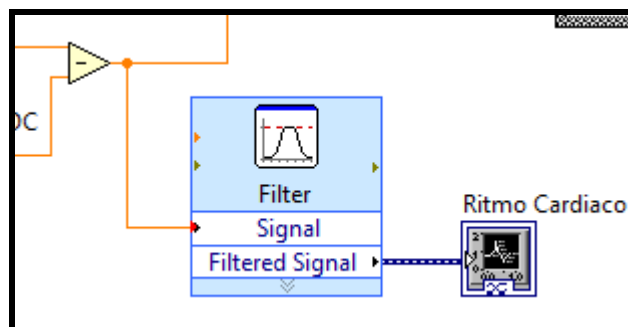 DC
Filter
Ritmo Cardiaco
Signal
Filtered Signal